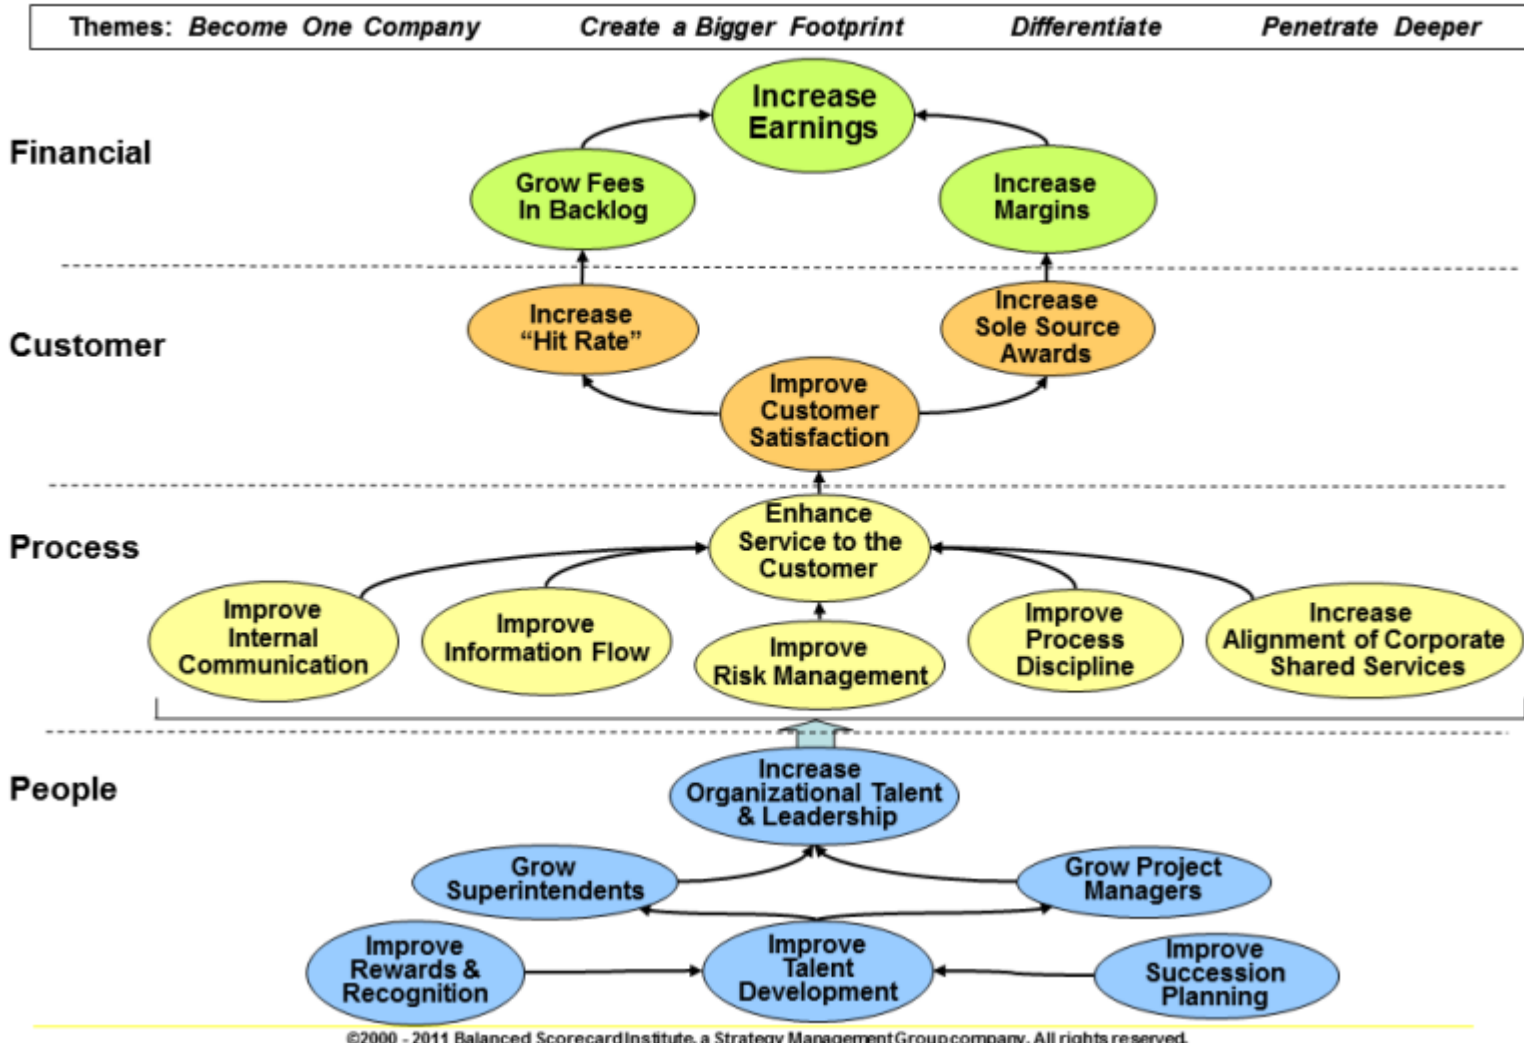 Themes: Become One Company Create a Bigger Footprint Differentiate Penetrate Deeper
Financial
Increase
Earnings
Grow Fees
In Backlog
Increase
Margins
Customer
Increase
“Hit Rate”
Increase
Sole Source
Awards
Improve
Customer
Satisfaction
Process
Enhance
Service to the
Customer
Improve
Internal
Communication
Improve
Information Flow
Improve
Risk Management
Improve
Process
Discipline
Increase
Alignment of Corporate
Shared Services
People
Increase
Organizational Talent
& Leadership
Grow
Superintendents
Grow Project
Managers
Improve
Rewards &
Recognition
Improve
Talent
Development
Improve
Succession
Planning
©2000 - 2011 Balanced Scorecard Institute, a Strategy Management Group company. All rights reserved.